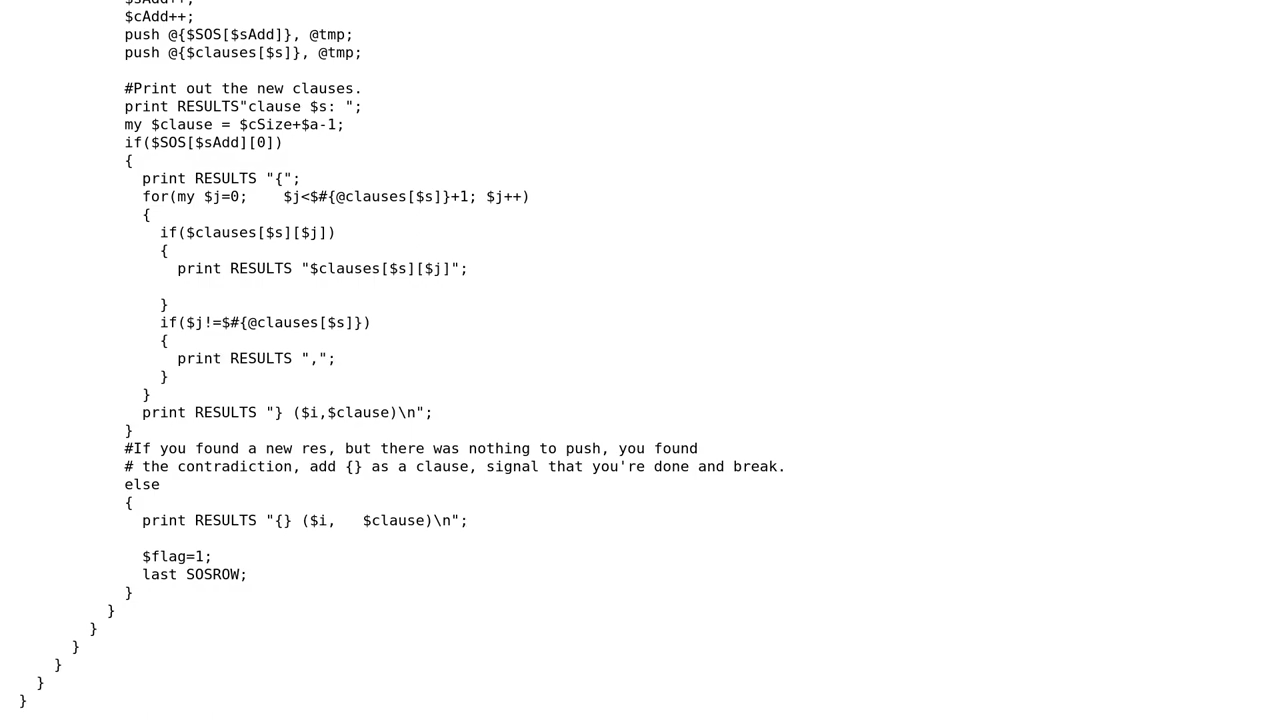 $cAdd++;
push @{$SOS[$sAdd]}, @tmp;
push @{$clauses[$s]}, @tmp;
#Print out the new clauses.
print RESULTS"clause $s: ";
my $clause = $cSize+$a-1;
if($SOS[$sAdd][0])
{
print RESULTS "{";
for(my $j=0;    $j<$#{@clauses[$s]}+1; $j++)
{
if($clauses[$s][$j])
{
print RESULTS "$clauses[$s][$j]";
}
if($j!=$#{@clauses[$s]})
{
print RESULTS ",";
}
}
print RESULTS "} ($i,$clause)\n";
}
#If you found a new res, but there was nothing to push, you found
# the contradiction, add {} as a clause, signal that you're done and break.
else
{
print RESULTS "{} ($i,   $clause)\n";
$flag=1;
last SOSROW;
}
}
}
}
}
}
}